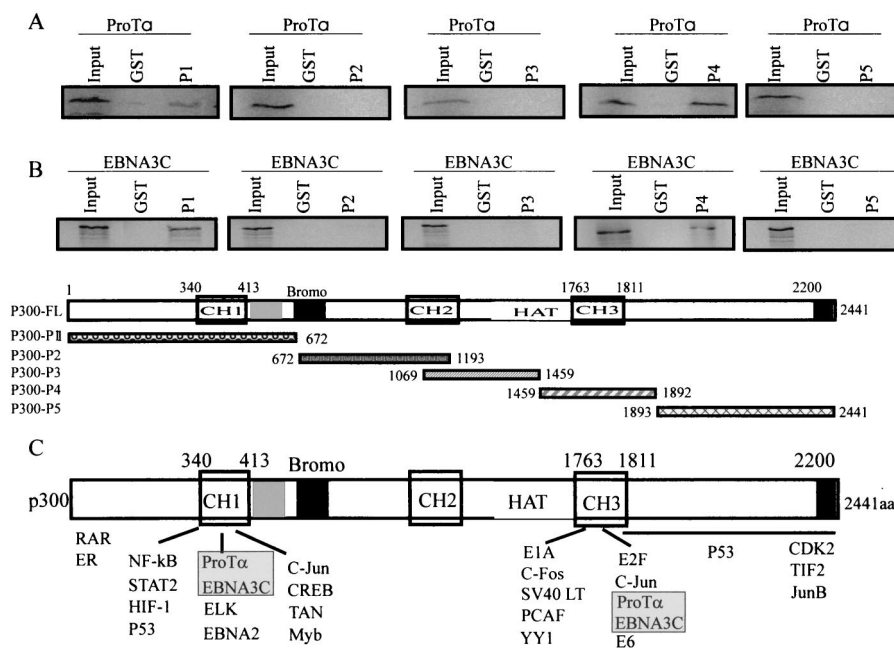 A
ProTα ProTα ProTα ProTα ProTα
Input GST P1 Input GST P2 Input GST P3 Input GST P4 Input GST P5
B
EBNA3C EBNA3C EBNA3C EBNA3C EBNA3C
Input GST P1 Input GST P2 Input GST P3 Input GST P4 Input GST P5
1 340 413 Bromo 1763 1811 2200
P300-FL CH1 CH2 HAT CH3 2441
P300-P1 672
P300-P2 672 1193
P300-P3 1069 1459
P300-P4 1459 1892
P300-P5 1893 2441
C
340 413 Bromo 1763 1811 2200
p300 CH1 CH2 HAT CH3 2441aa
RAR
ER
NF-kB
STAT2
HIF-1
P53
ProTα
EBNA3C
ELK
EBNA2
C-Jun
CREB
TAN
Myb
E1A
C-Fos
SV40 LT
PCAF
YY1
E2F
C-Jun
ProTα
EBNA3C
E6
P53
CDK2
TIF2
JunB